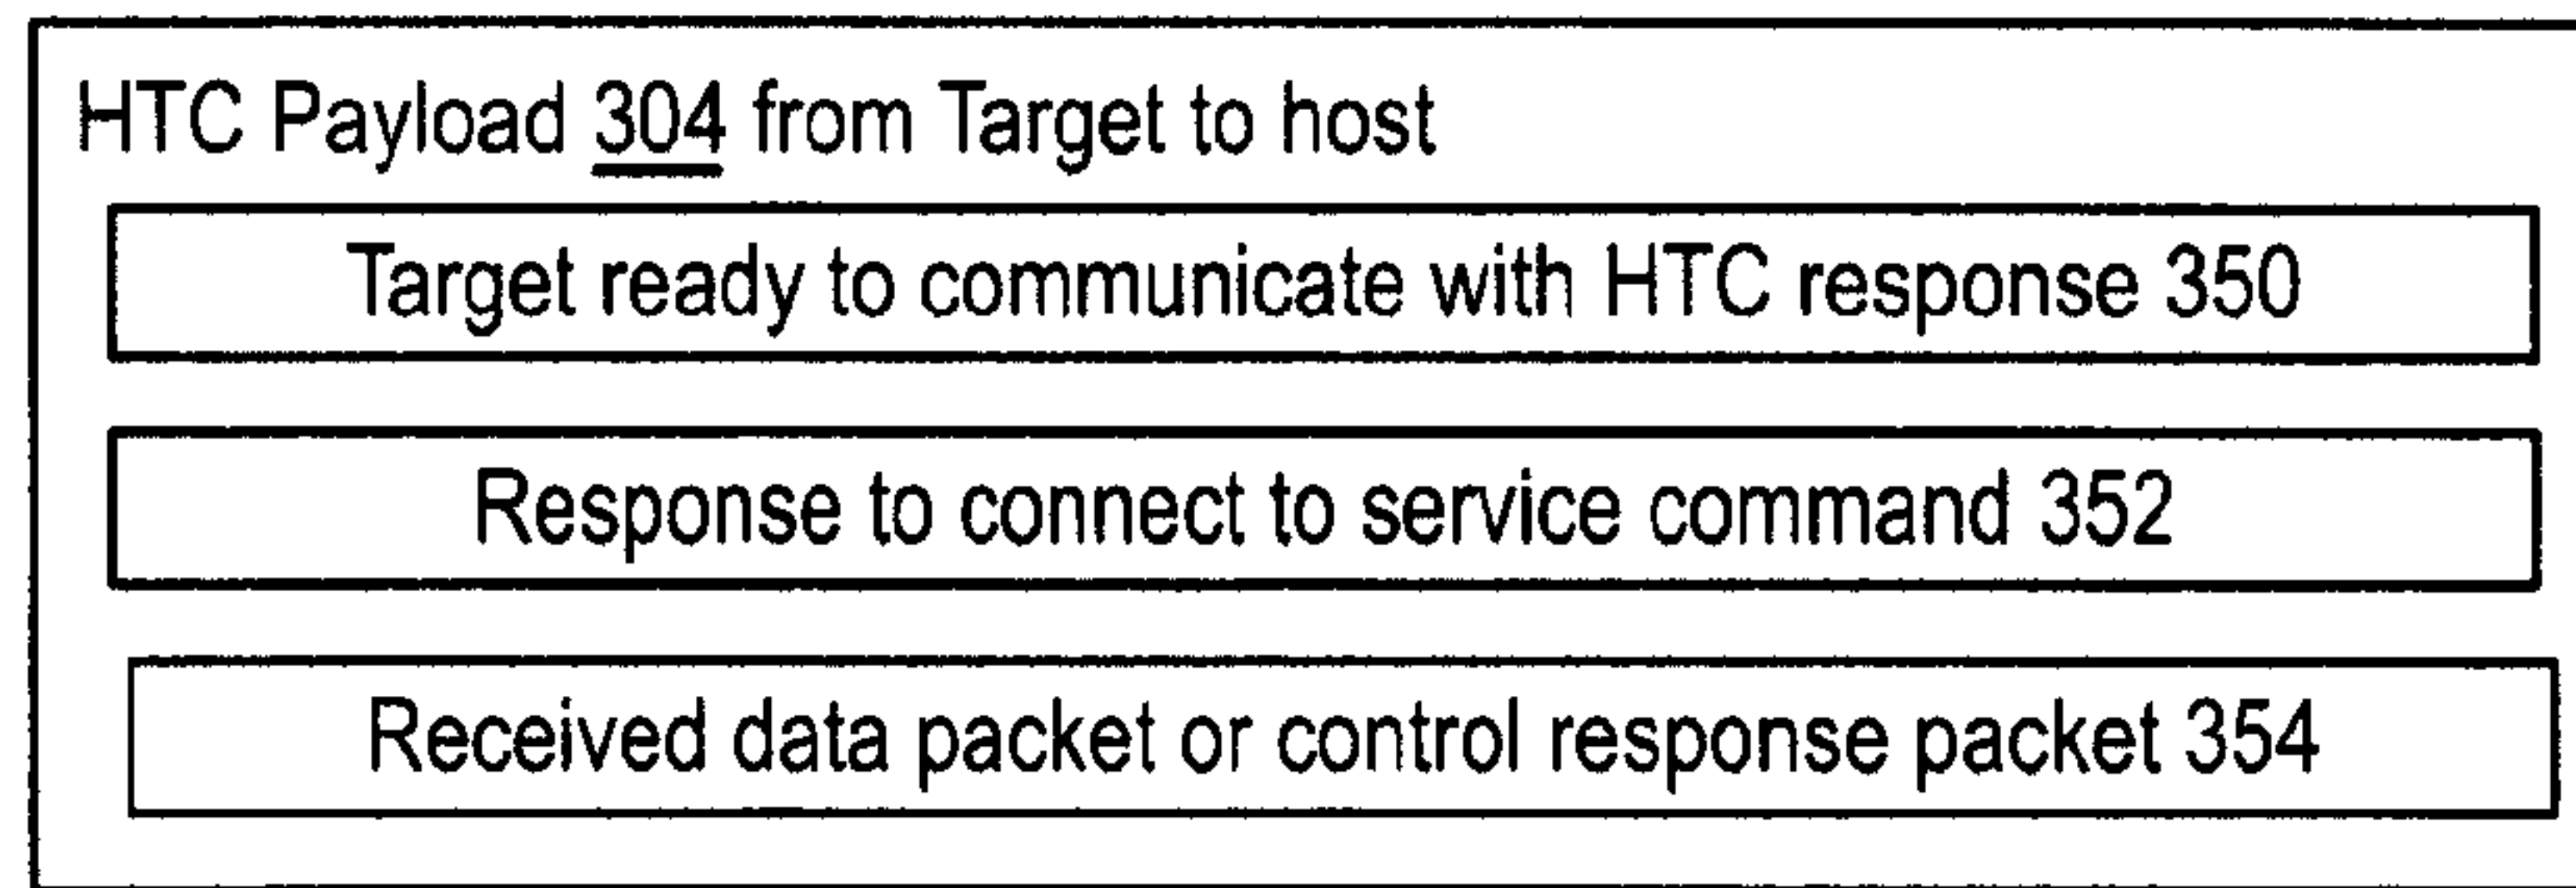 HTC Payload 304 from Target to host
Target ready to communicate with HTC response 350
Response to connect to service command 352
Received data packet or control response packet 354